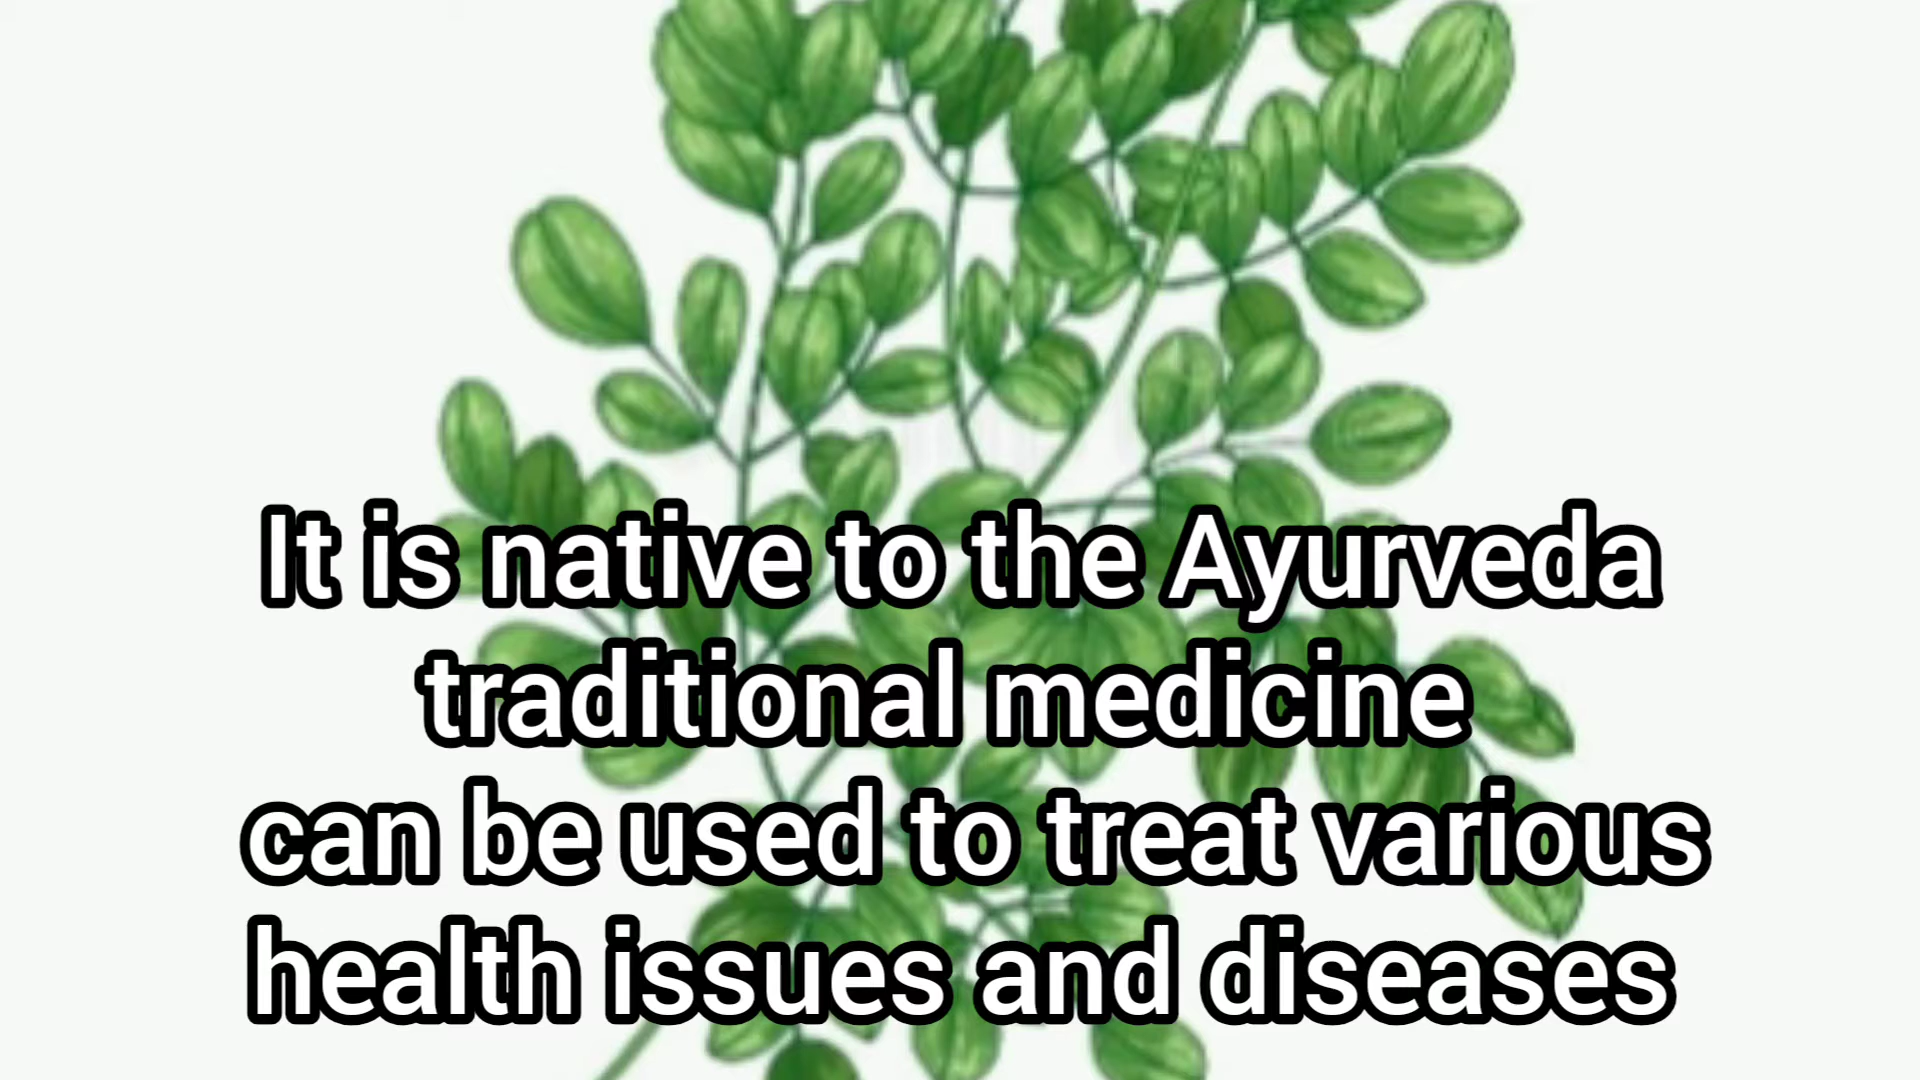 It is native to the Ayurveda
traditional medicine
can be used to treat various
health issues and diseases